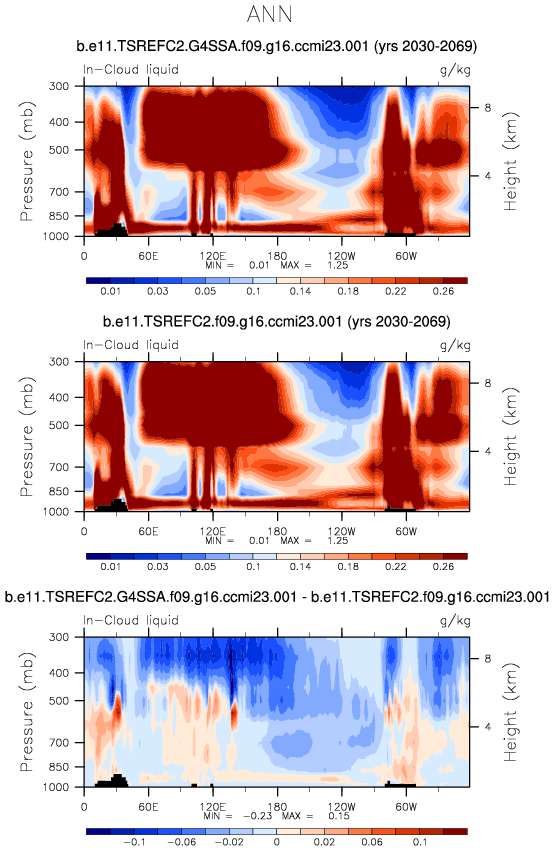 ANN
b.e11.TSREFC2.G4SSA.f09.g16.ccmi23.001 (yrs 2030-2069)
In-Cloud liquid g/kg
Pressure (mb)
300
400
500
700
850
1000
8
4
Height (km)
0 60E 120E 180 120W 60W
MIN = 0.01 MAX = 1.25
0.01 0.03 0.05 0.1 0.14 0.18 0.22 0.26
b.e11.TSREFC2.f09.g16.ccmi23.001 (yrs 2030-2069)
In-Cloud liquid g/kg
Pressure (mb)
300
400
500
700
850
1000
8
4
Height (km)
0 60E 120E 180 120W 60W
MIN = 0.01 MAX = 1.25
0.01 0.03 0.05 0.1 0.14 0.18 0.22 0.26
b.e11.TSREFC2.G4SSA.f09.g16.ccmi23.001 - b.e11.TSREFC2.f09.g16.ccmi23.001
In-Cloud liquid g/kg
Pressure (mb)
300
400
500
700
850
1000
8
4
Height (km)
0 60E 120E 180 120W 60W
MIN = -0.23 MAX = 0.15
-0.1 -0.06 -0.02 0 0.02 0.06 0.1